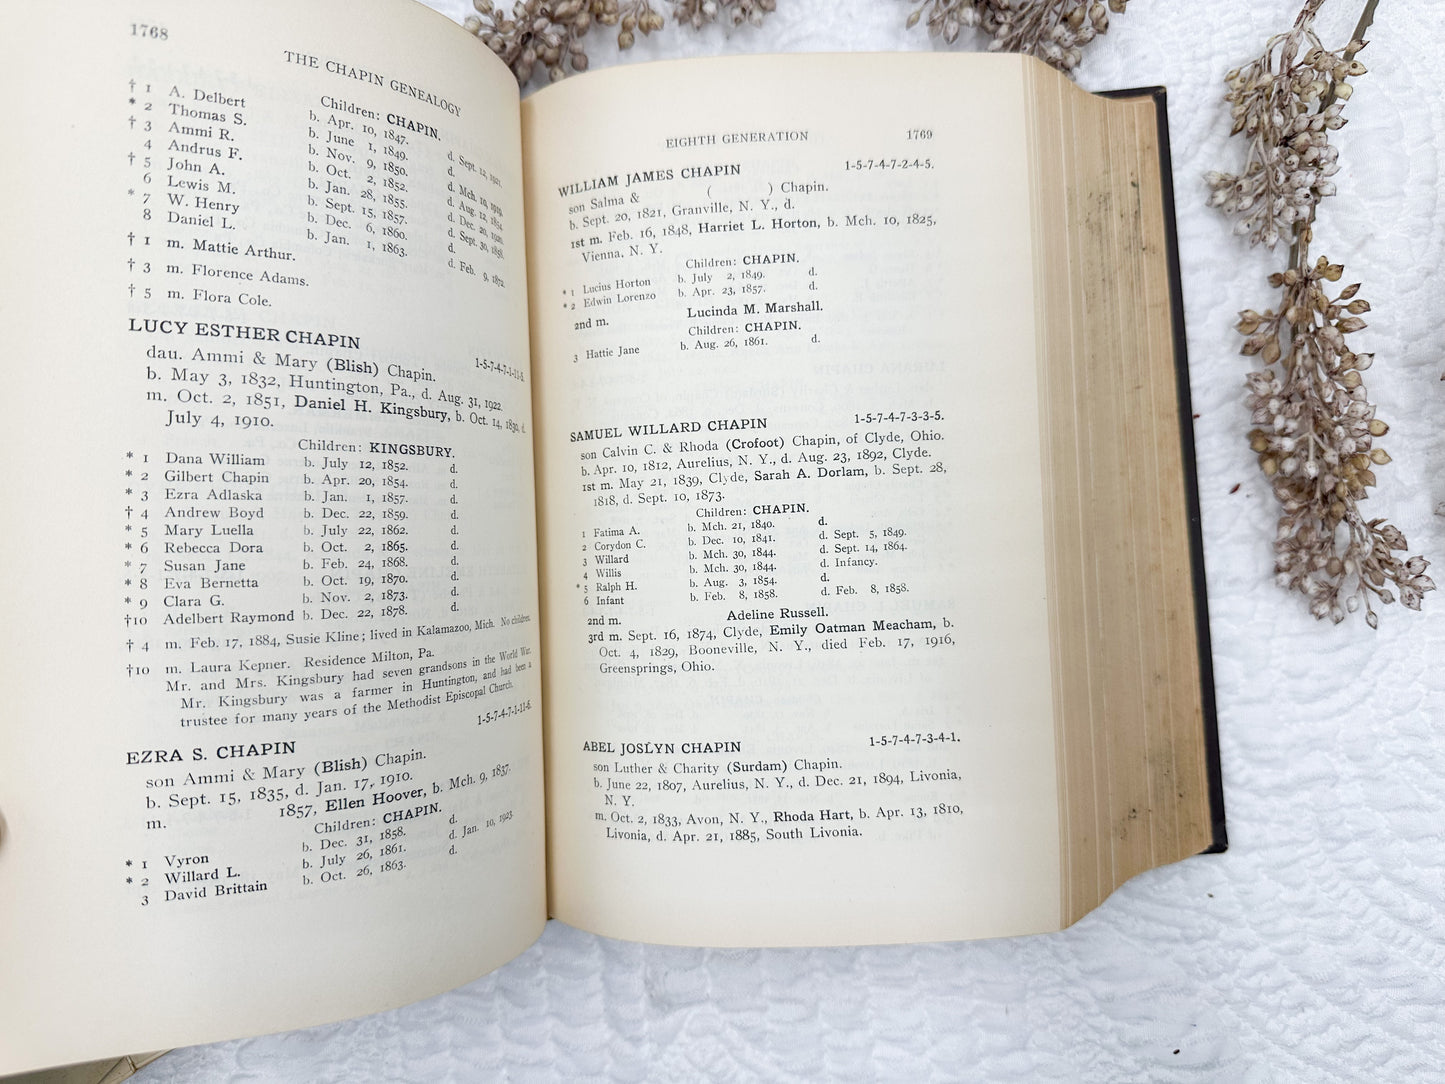 1768
THE CHAPIN GENEALOGY
Children: CHAPIN.
† 1 A. Delbert b. Apr. 10, 1847. d. Sept. 12, 1921.
* 2 Thomas S. b. June 1, 1849. d.
† 3 Ammi R. b. Nov. 9, 1850. d. Mch. 10, 1919.
4 Andrus F. b. Oct. 2, 1852. d. Aug. 12, 1854.
† 5 John A. b. Jan. 28, 1855. d. Dec. 20, 1920.
6 Lewis M. b. Sept. 15, 1857. d. Sept. 30, 1858.
* 7 W. Henry b. Dec. 6, 1860. d.
8 Daniel L. b. Jan. 1, 1863. d. Feb. 9, 1872.
† 1 m. Mattie Arthur.
† 3 m. Florence Adams.
† 5 m. Flora Cole.
LUCY ESTHER CHAPIN 1-5-7-4-7-1-11-5.
dau. Ammi & Mary (Blish) Chapin.
b. May 3, 1832, Huntington, Pa., d. Aug. 31, 1922.
m. Oct. 2, 1851, Daniel H. Kingsbury, b. Oct. 14, 1830, d.
July 4, 1910.
Children: KINGSBURY.
* 1 Dana William b. July 12, 1852. d.
* 2 Gilbert Chapin b. Apr. 20, 1854. d.
* 3 Ezra Adlaska b. Jan. 1, 1857. d.
† 4 Andrew Boyd b. Dec. 22, 1859. d.
* 5 Mary Luella b. July 22, 1862. d.
* 6 Rebecca Dora b. Oct. 2, 1865. d.
* 7 Susan Jane b. Feb. 24, 1868. d.
* 8 Eva Bernetta b. Oct. 19, 1870. d.
* 9 Clara G. b. Nov. 2, 1873. d.
†10 Adelbert Raymond b. Dec. 22, 1878. d.
† 4 m. Feb. 17, 1884, Susie Kline; lived in Kalamazoo, Mich. No children.
†10 m. Laura Kepner. Residence Milton, Pa.
Mr. and Mrs. Kingsbury had seven grandsons in the World War.
Mr. Kingsbury was a farmer in Huntington, and had been a
trustee for many years of the Methodist Episcopal Church.
1-5-7-4-7-1-11-6.
EZRA S. CHAPIN
son Ammi & Mary (Blish) Chapin.
b. Sept. 15, 1835, d. Jan. 17, 1910.
m. 1857, Ellen Hoover, b. Mch. 9, 1837.
Children: CHAPIN.
* 1 Vyron b. Dec. 31, 1858. d.
* 2 Willard L. b. July 26, 1861. d. Jan. 10, 1923.
3 David Brittain b. Oct. 26, 1863. d.
EIGHTH GENERATION 1769
WILLIAM JAMES CHAPIN 1-5-7-4-7-2-4-5.
son Salma & ( ) Chapin.
b. Sept. 20, 1821, Granville, N. Y., d.
1st m. Feb. 16, 1848, Harriet L. Horton, b. Mch. 10, 1825,
Vienna, N. Y.
Children: CHAPIN.
* 1 Lucius Horton b. July 2, 1849. d.
* 2 Edwin Lorenzo b. Apr. 23, 1857. d.
2nd m. Lucinda M. Marshall.
Children: CHAPIN.
3 Hattie Jane b. Aug. 26, 1861. d.
SAMUEL WILLARD CHAPIN 1-5-7-4-7-3-3-5.
son Calvin C. & Rhoda (Crofoot) Chapin, of Clyde, Ohio.
b. Apr. 10, 1812, Aurelius, N. Y., d. Aug. 23, 1892, Clyde.
1st m. May 21, 1839, Clyde, Sarah A. Dorlam, b. Sept. 28,
1818, d. Sept. 10, 1873.
Children: CHAPIN.
1 Fatima A. b. Mch. 21, 1840. d.
2 Corydon C. b. Dec. 10, 1841. d. Sept. 5, 1849.
3 Willard b. Mch. 30, 1844. d. Sept. 14, 1864.
4 Willis b. Mch. 30, 1844. d. Infancy.
* 5 Ralph H. b. Aug. 3, 1854. d.
6 Infant b. Feb. 8, 1858. d. Feb. 8, 1858.
2nd m. Adeline Russell.
3rd m. Sept. 16, 1874, Clyde, Emily Oatman Meacham, b.
Oct. 4, 1829, Booneville, N. Y., died Feb. 17, 1916,
Greensprings, Ohio.
ABEL JOSLYN CHAPIN 1-5-7-4-7-3-4-1.
son Luther & Charity (Surdam) Chapin.
b. June 22, 1807, Aurelius, N. Y., d. Dec. 21, 1894, Livonia,
N. Y.
m. Oct. 2, 1833, Avon, N. Y., Rhoda Hart, b. Apr. 13, 1810,
Livonia, d. Apr. 21, 1885, South Livonia.